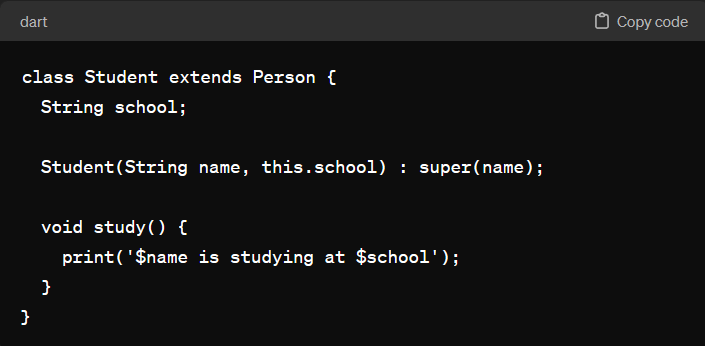 dart
Copy code
class Student extends Person {
  String school;

  Student(String name, this.school) : super(name);

  void study() {
    print('$name is studying at $school');
  }
}